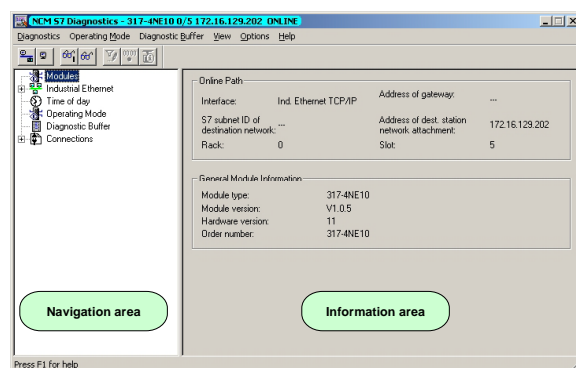 NCM S7 Diagnostics - 317-4NE10 0/5 172.16.129.202 ONLINE
Diagnostics Operating Mode Diagnostic Buffer View Options Help
Modules
Industrial Ethernet
Time of day
Operating Mode
Diagnostic Buffer
Connections
Navigation area
Online Path
Interface: Ind. Ethernet TCP/IP Address of gateway: ---
S7 subnet ID of destination network: --- Address of dest. station network attachment: 172.16.129.202
Rack: 0 Slot: 5
General Module Information
Module type: 317-4NE10
Module version: V1.0.5
Hardware version: 11
Order number: 317-4NE10
Information area
Press F1 for help